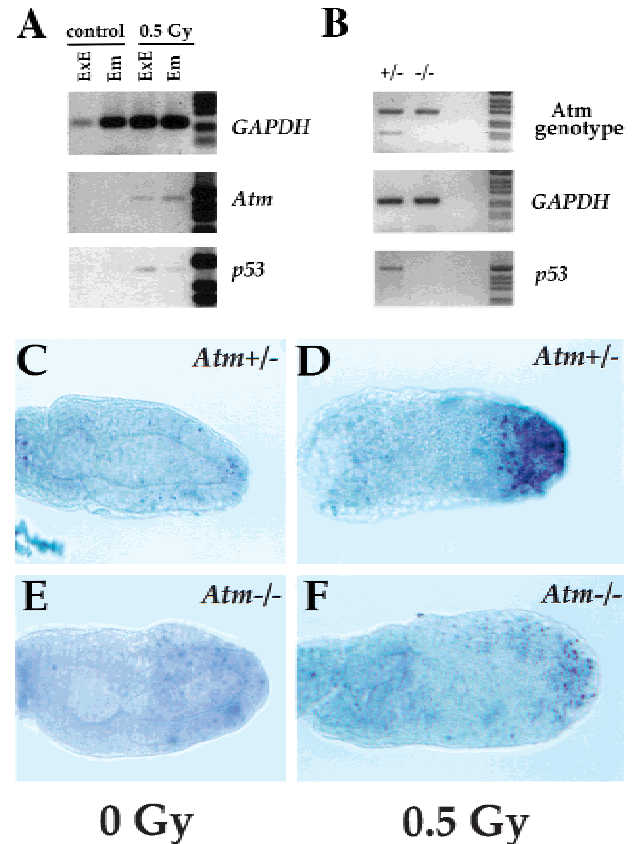 A
control 0.5 Gy
ExE Em ExE Em
GAPDH
Atm
p53
B
+/- -/-
Atm
genotype
GAPDH
p53
C Atm+/-
D Atm+/-
E Atm-/-
F Atm-/-
0 Gy 0.5 Gy